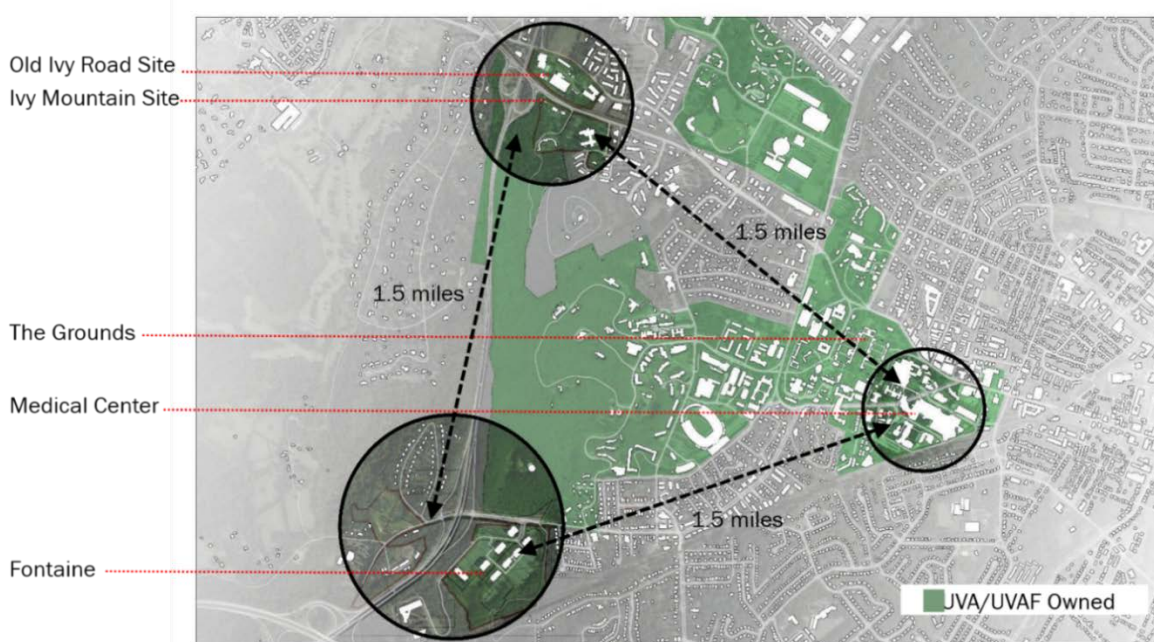 Old Ivy Road Site
Ivy Mountain Site
1.5 miles
1.5 miles
The Grounds
Medical Center
1.5 miles
Fontaine
UVA/UVAF Owned